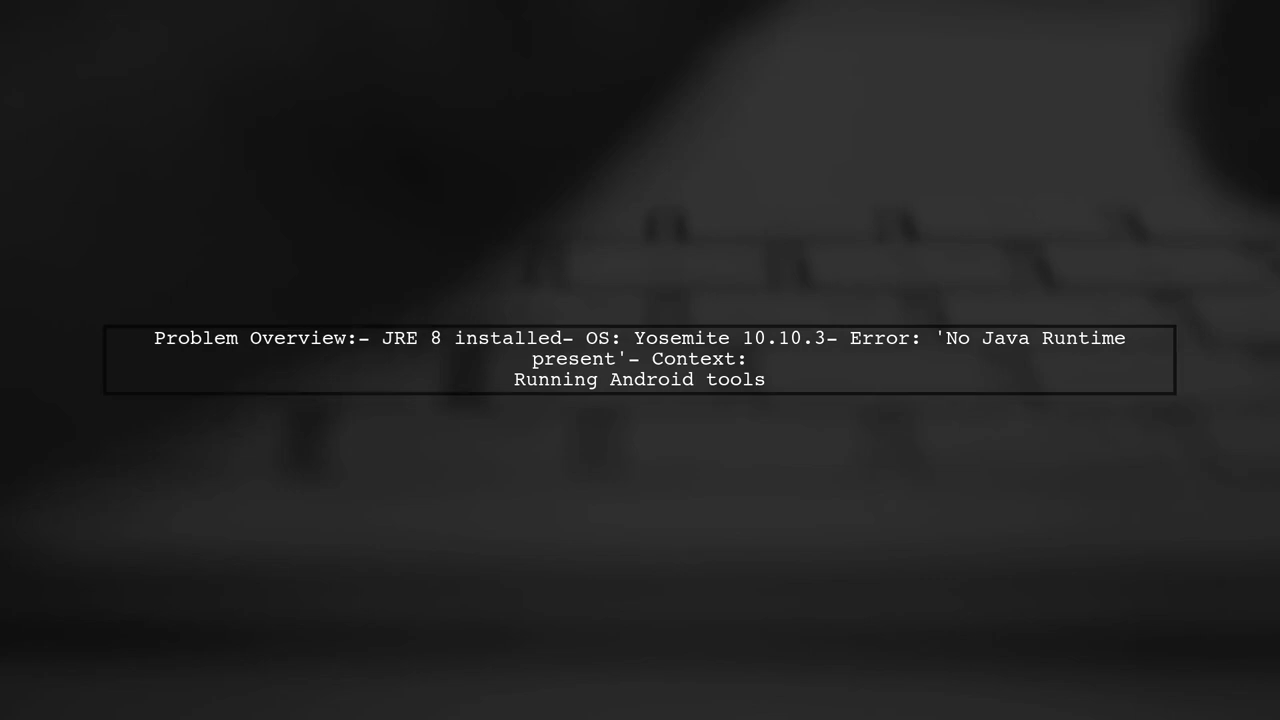 Problem Overview:- JRE 8 installed- OS: Yosemite 10.10.3- Error: 'No Java Runtime
present'- Context:
Running Android tools